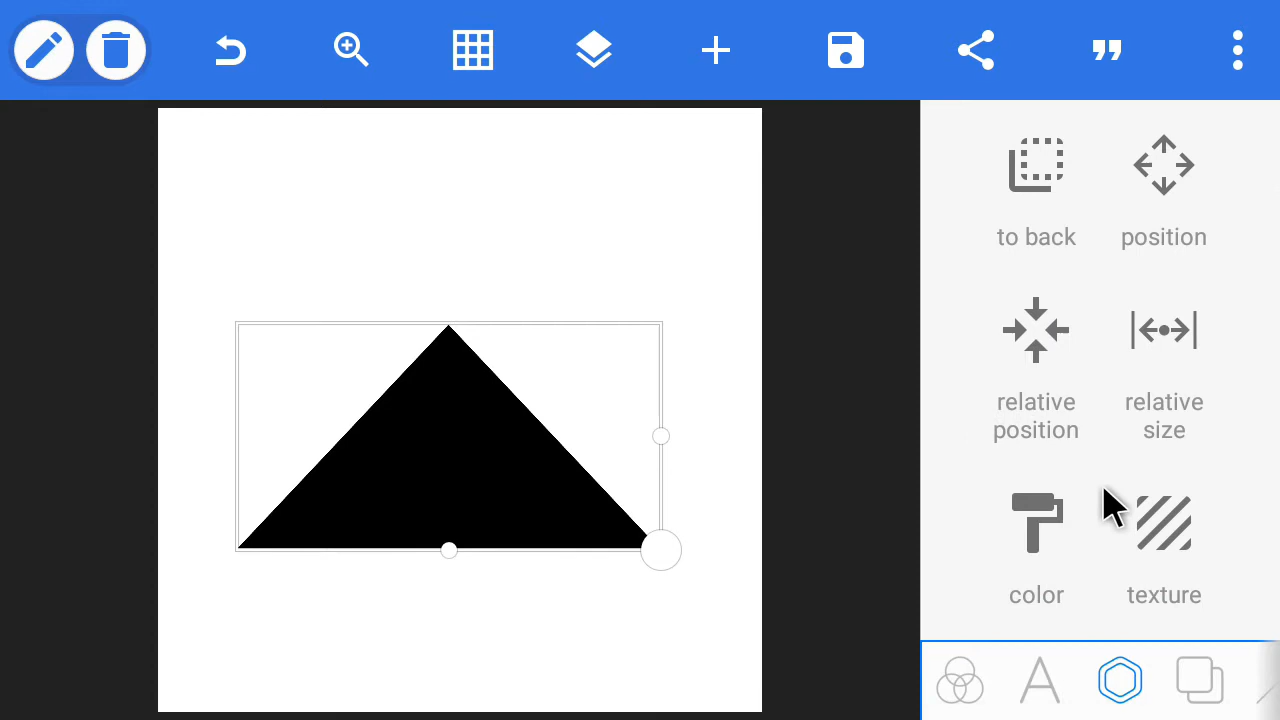 to back
position
relative
position
relative
size
color
texture